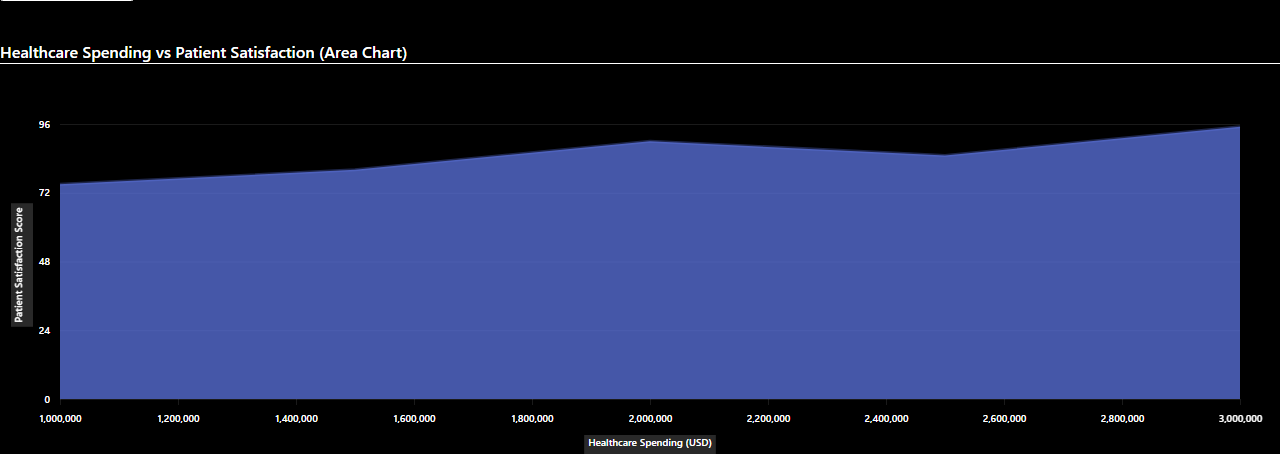 Healthcare Spending vs Patient Satisfaction (Area Chart)
96
72
48
24
0
Patient Satisfaction Score
1,000,000 1,200,000 1,400,000 1,600,000 1,800,000 2,000,000 2,200,000 2,400,000 2,600,000 2,800,000 3,000,000
Healthcare Spending (USD)